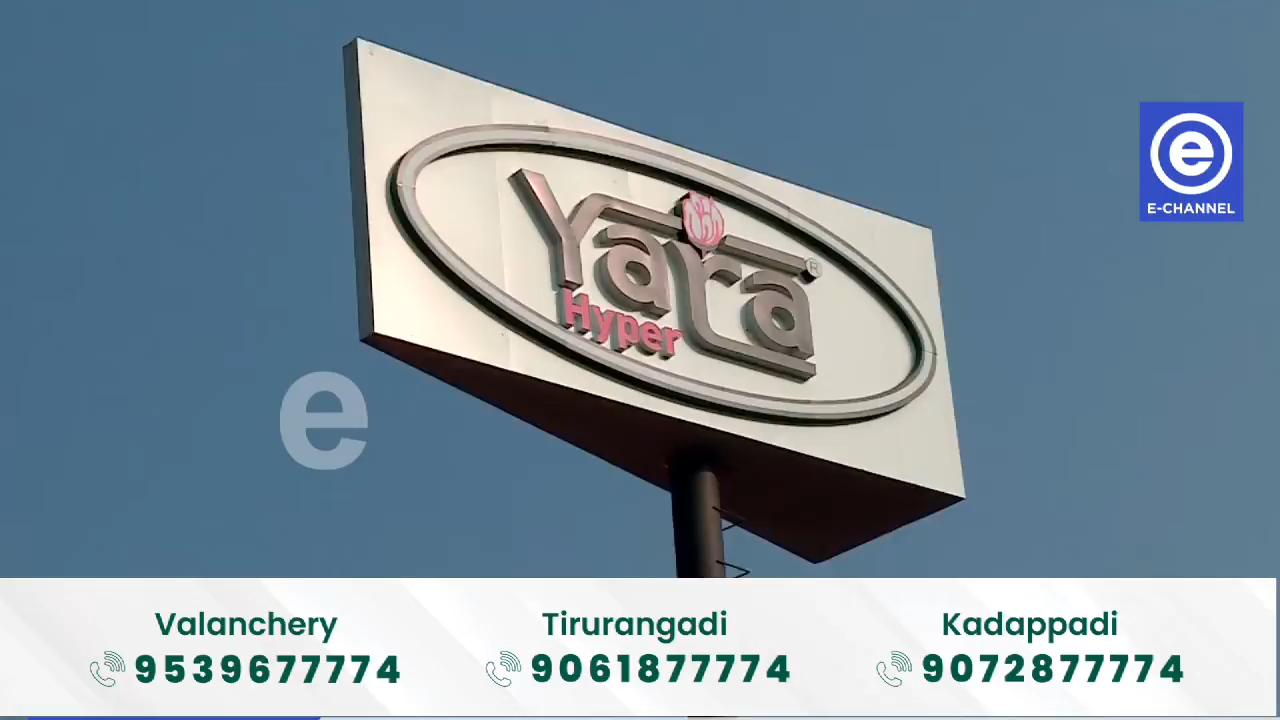 e
E-CHANNEL
Yara
®
Hyper
e
Valanchery
9539677774
Tirurangadi
9061877774
Kadappadi
9072877774